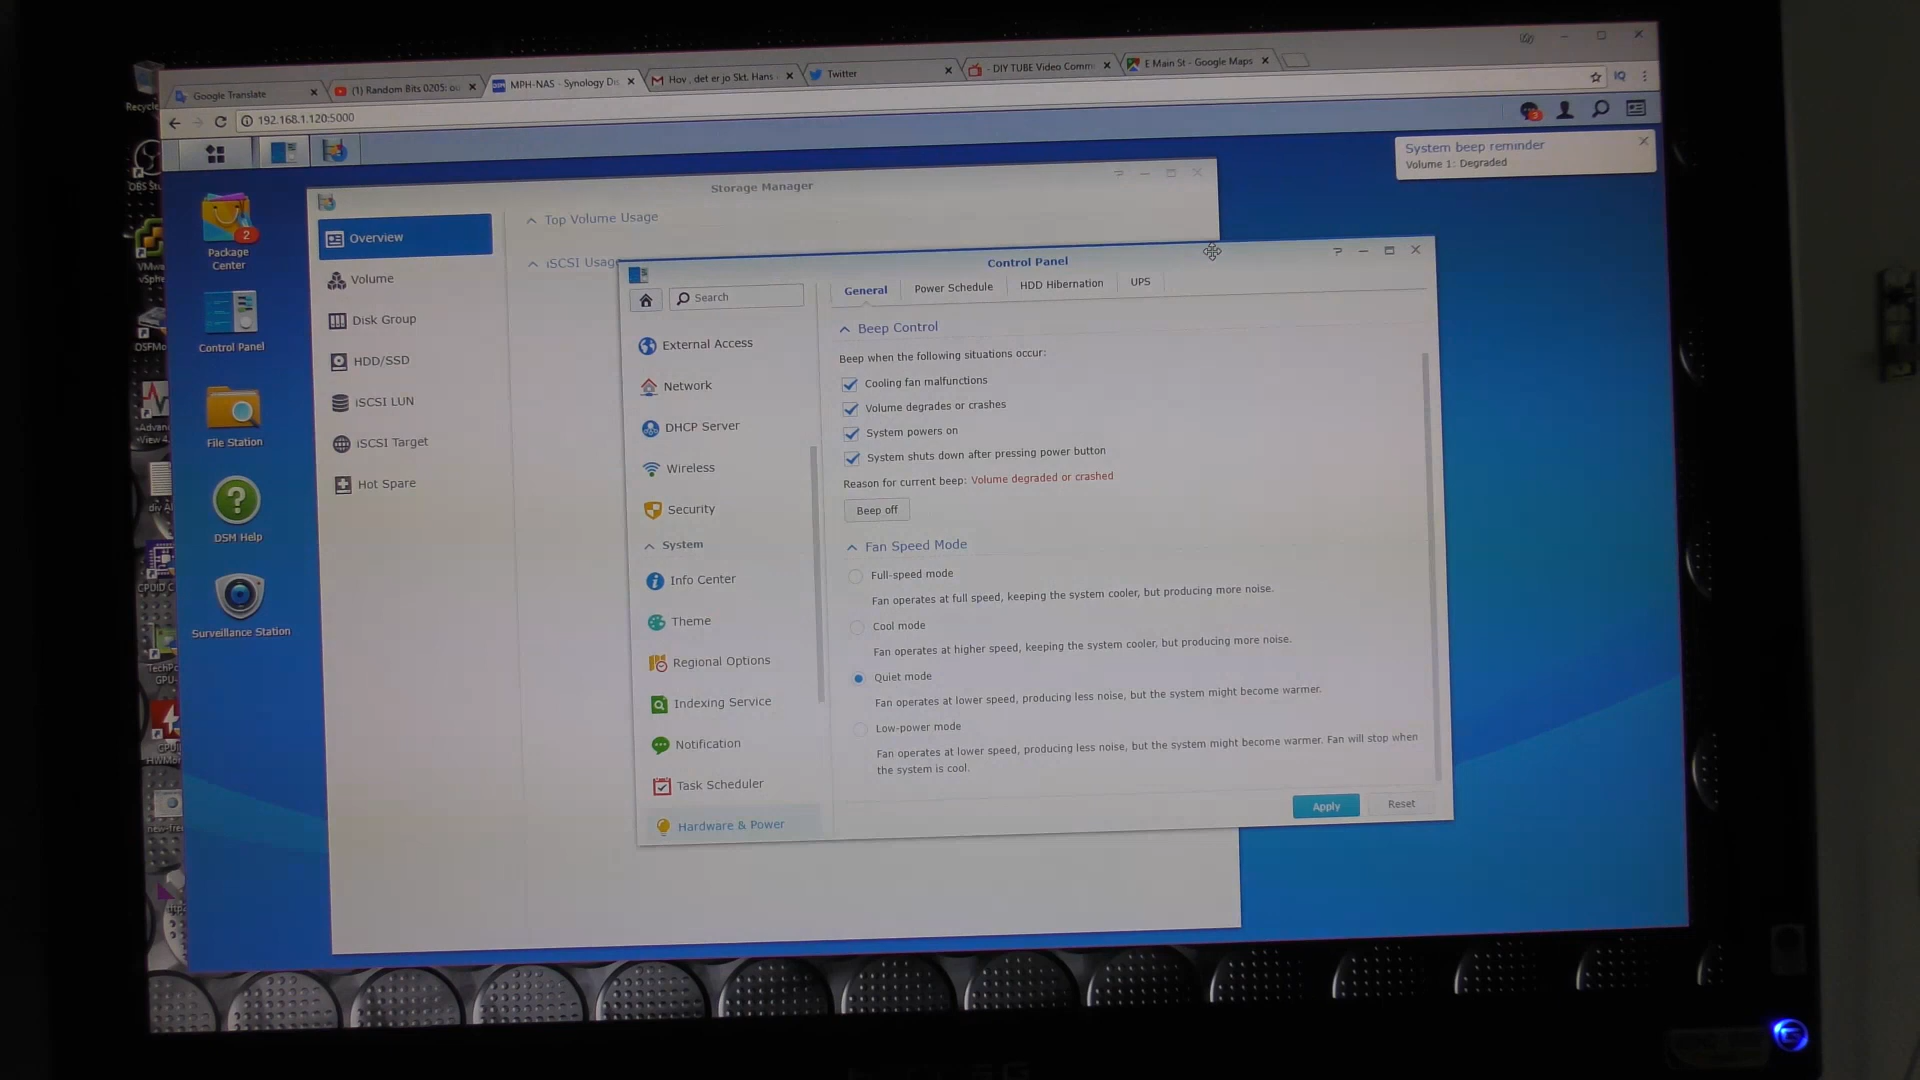 Google Translate
(1) Random Bits 0205: ou
MPH-NAS - Synology Dis
Hov , det er jo Skt. Hans
Twitter
- DIY TUBE Video Comm
E Main St - Google Maps
192.168.1.120:5000
Recycle
System beep reminder
Volume 1: Degraded
OBS Stu
Package
Center
2
Control Panel
File Station
DSM Help
Surveillance Station
Storage Manager
Overview
Volume
Disk Group
HDD/SSD
iSCSI LUN
iSCSI Target
Hot Spare
Top Volume Usage
iSCSI Usag
Control Panel
Search
External Access
Network
DHCP Server
Wireless
Security
System
Info Center
Theme
Regional Options
Indexing Service
Notification
Task Scheduler
Hardware & Power
General
Power Schedule
HDD Hibernation
UPS
Beep Control
Beep when the following situations occur:
Cooling fan malfunctions
Volume degrades or crashes
System powers on
System shuts down after pressing power button
Reason for current beep: Volume degraded or crashed
Beep off
Fan Speed Mode
Full-speed mode
Fan operates at full speed, keeping the system cooler, but producing more noise.
Cool mode
Fan operates at higher speed, keeping the system cooler, but producing more noise.
Quiet mode
Fan operates at lower speed, producing less noise, but the system might become warmer.
Low-power mode
Fan operates at lower speed, producing less noise, but the system might become warmer. Fan will stop when
the system is cool.
Apply
Reset